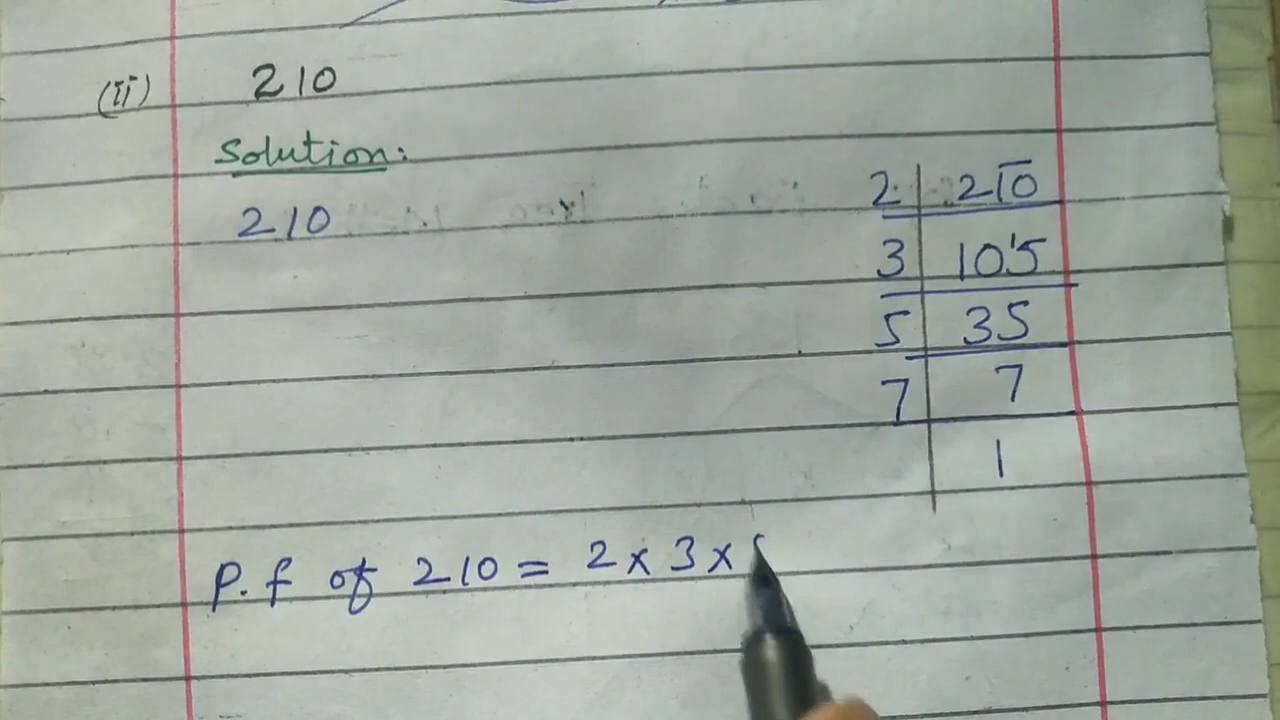 (ii) 210
Solution:
210
2 | 210
3 | 105
5 | 35
7 | 7
1
P.f of 210 = 2 x 3 x